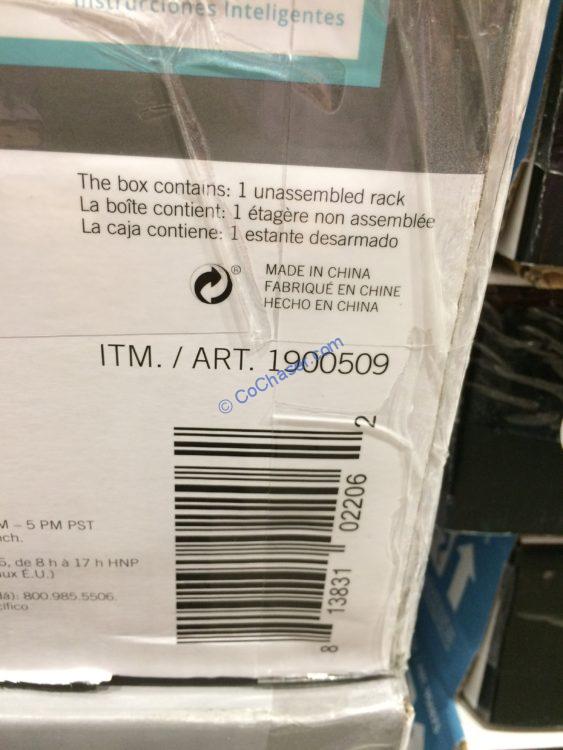 Instrucciones Inteligentes
The box contains: 1 unassembled rack
La boîte contient: 1 étagère non assemblée
La caja contiene: 1 estante desarmado
®
MADE IN CHINA
FABRIQUÉ EN CHINE
HECHO EN CHINA
ITM. / ART. 1900509
© CoChaser.com
8 13831 02206 2
M – 5 PM PST
nch.
5, de 8 h à 17 h HNP
aux É.U.)
dá): 800.985.5506.
cífico